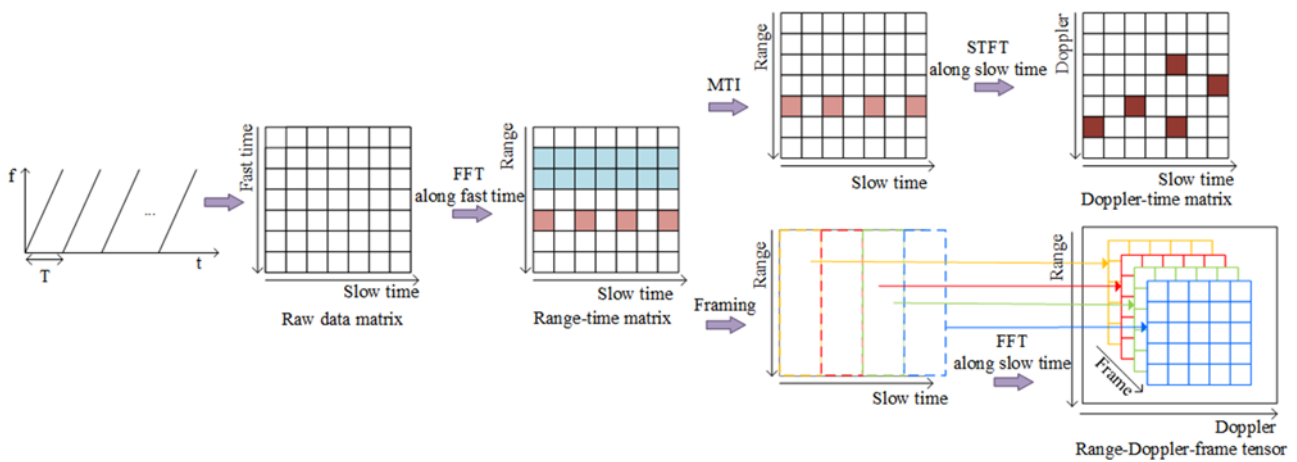 f
T
...
t
Fast time
Slow time
Raw data matrix
FFT
along fast time
Range
Slow time
Range-time matrix
MTI
Range
Slow time
STFT
along slow time
Doppler
Slow time
Doppler-time matrix
Framing
Range
Slow time
FFT
along slow time
Range
Frame
Doppler
Range-Doppler-frame tensor